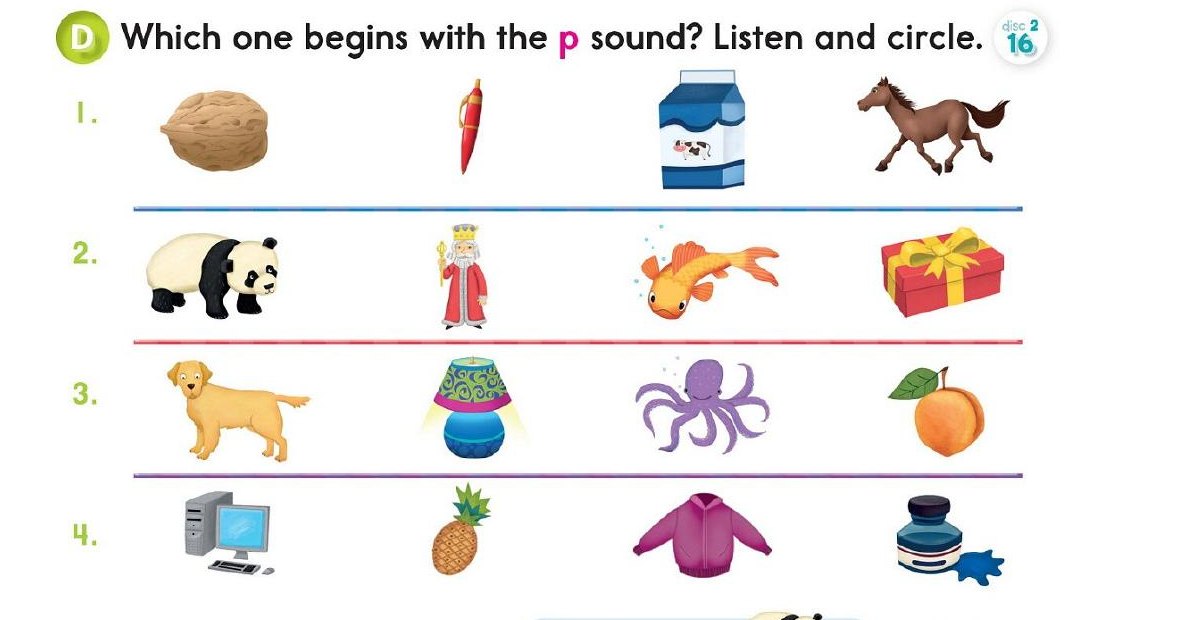 D Which one begins with the p sound? Listen and circle. disc 2 16
1.
2.
3.
4.